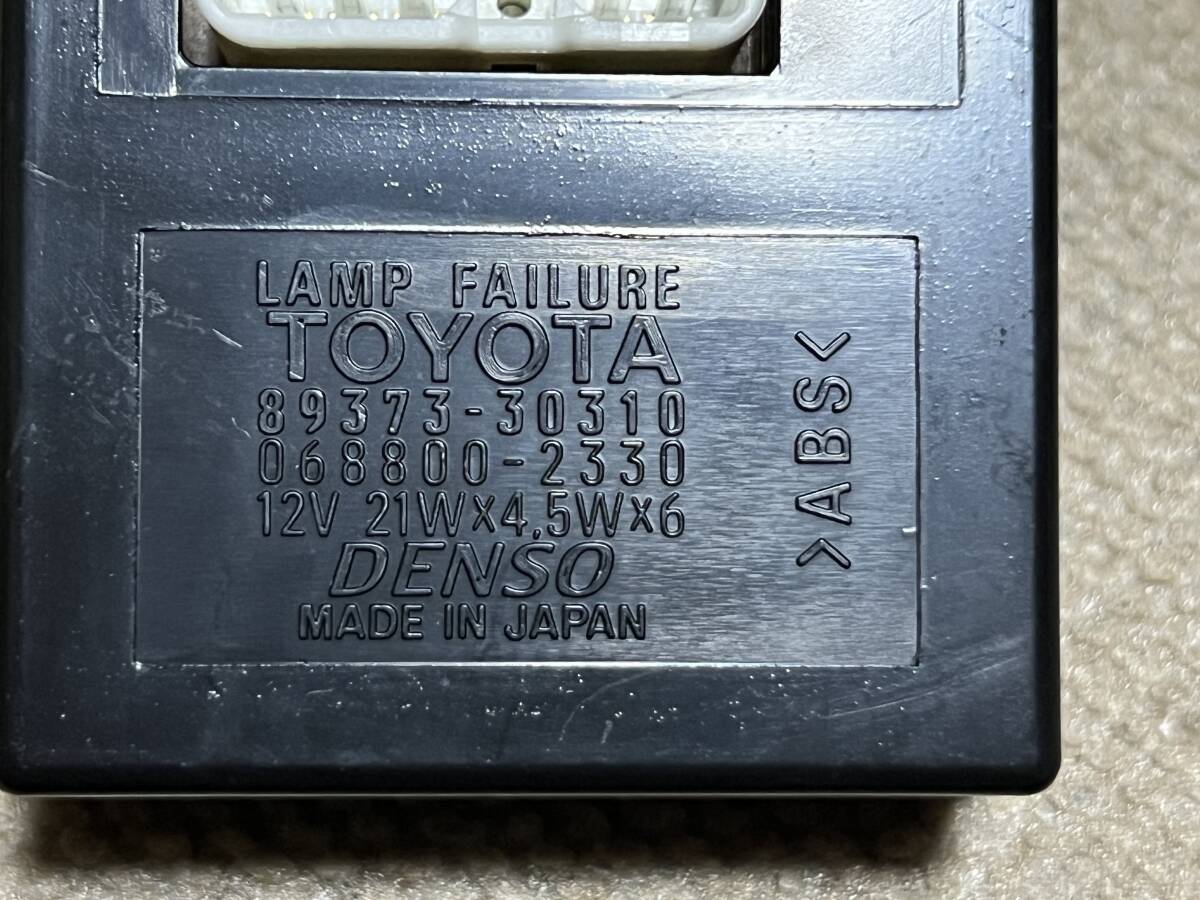 LAMP FAILURE
TOYOTA
89373-30310
068800-2330
12V 21W×4,5W×6
DENSO
MADE IN JAPAN
>ABS<